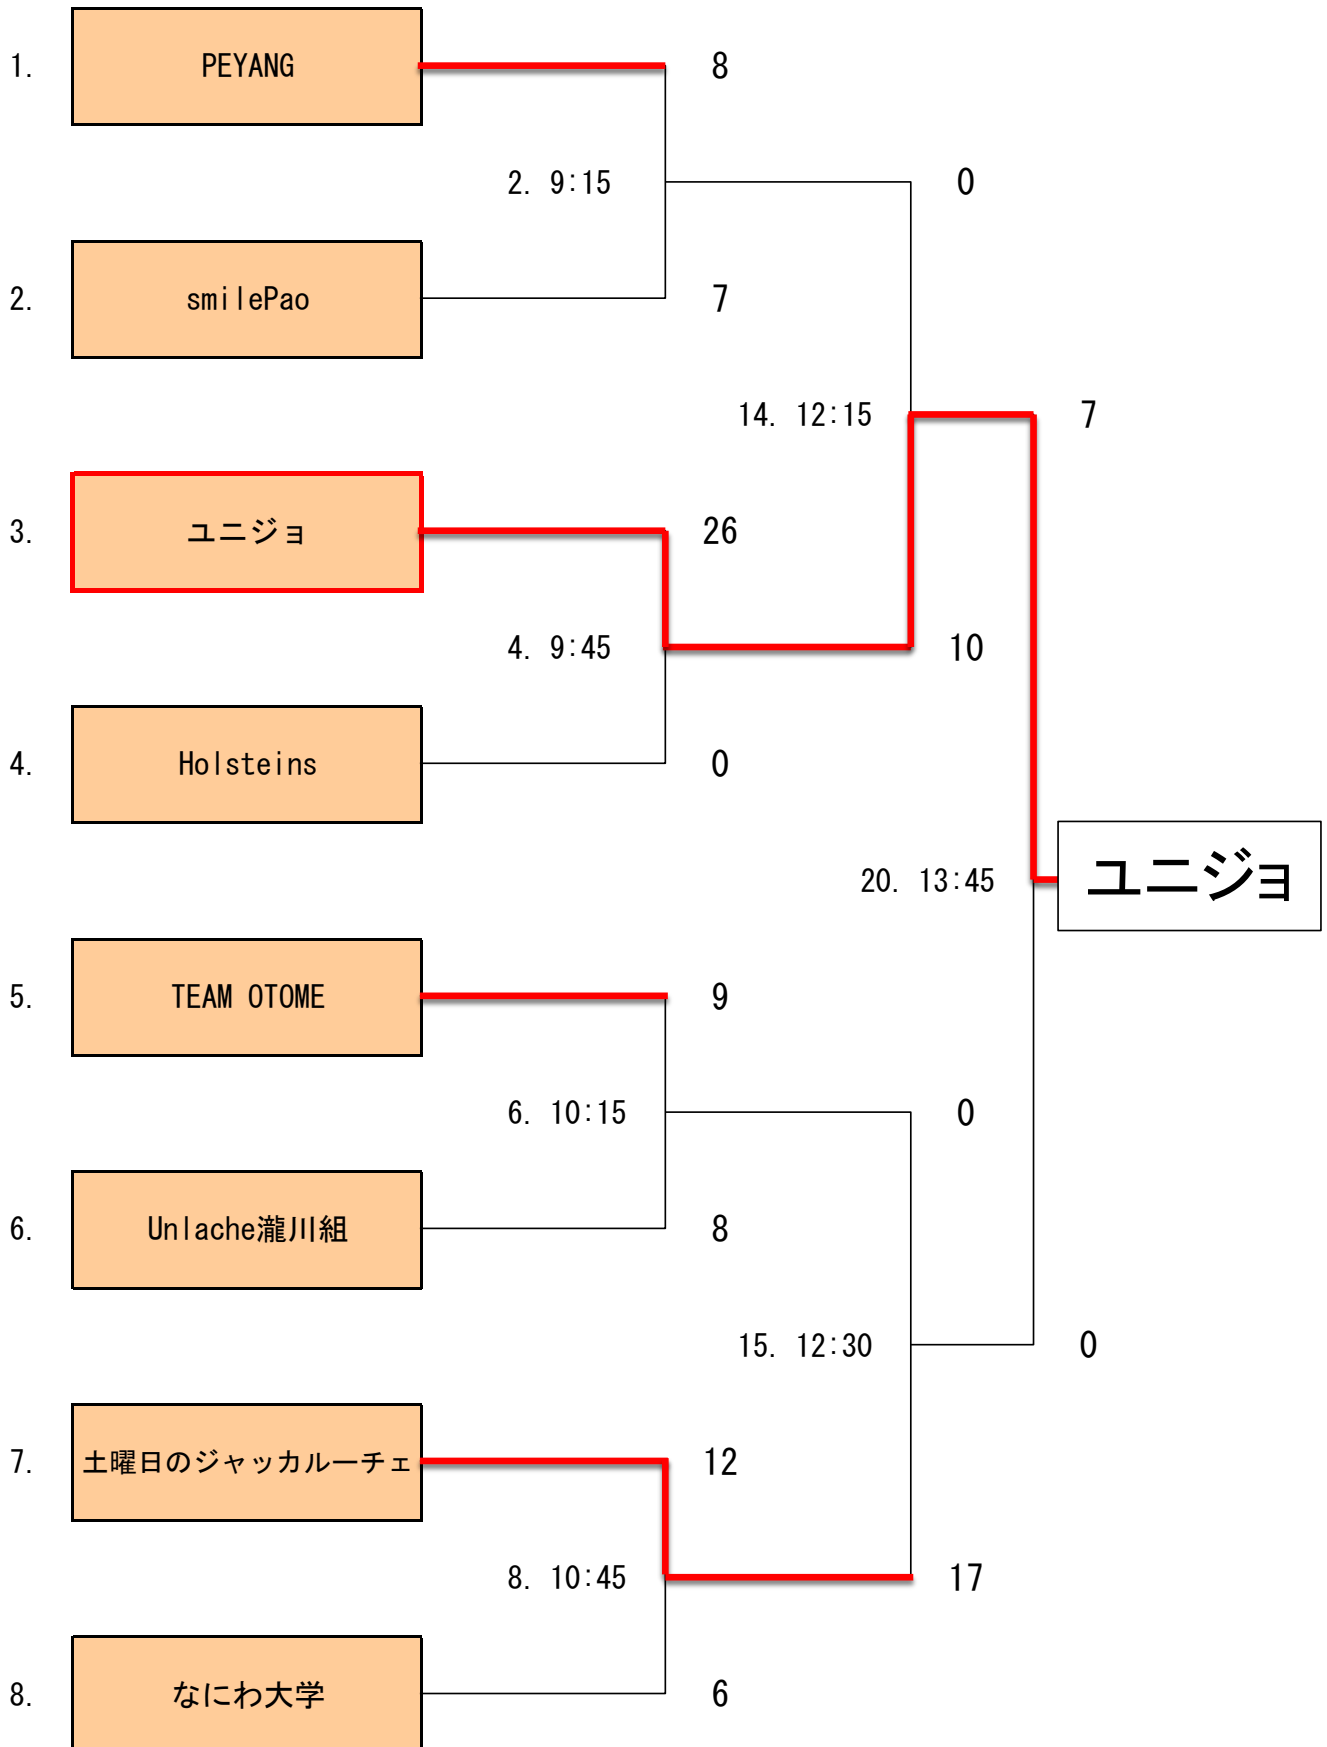 1. PEYANG 8
2. 9:15 0
2. smilePao 7
14. 12:15 7
3. ユニジョ 26
4. 9:45 10
4. Holsteins 0
20. 13:45 ユニジョ
5. TEAM OTOME 9
6. 10:15 0
6. Unlache瀧川組 8
15. 12:30 0
7. 土曜日のジャッカルーチェ 12
8. 10:45 17
8. なにわ大学 6